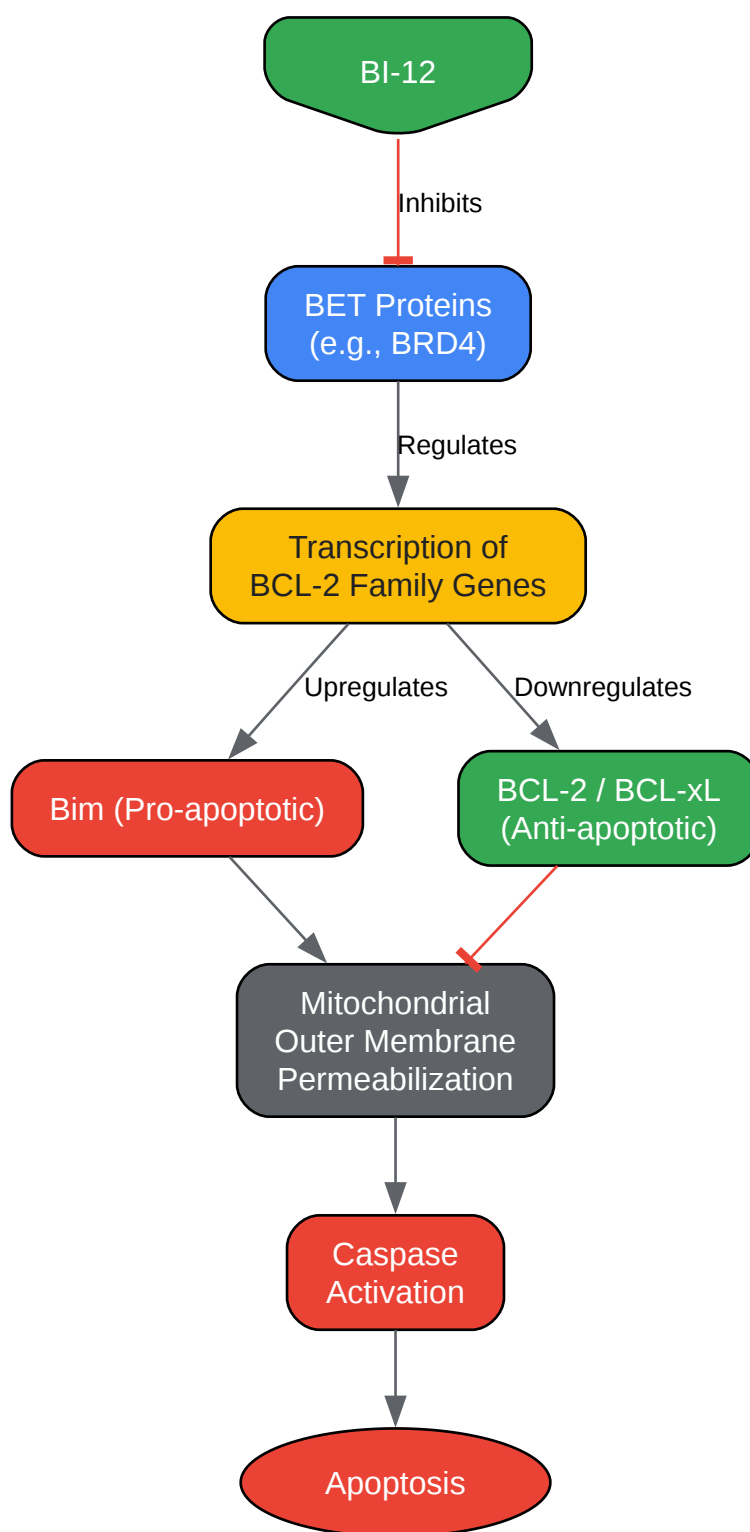 BI-12
Inhibits
BET Proteins
(e.g., BRD4)
Regulates
Transcription of
BCL-2 Family Genes
Upregulates
Downregulates
Bim (Pro-apoptotic)
BCL-2 / BCL-xL
(Anti-apoptotic)
Mitochondrial
Outer Membrane
Permeabilization
Caspase
Activation
Apoptosis